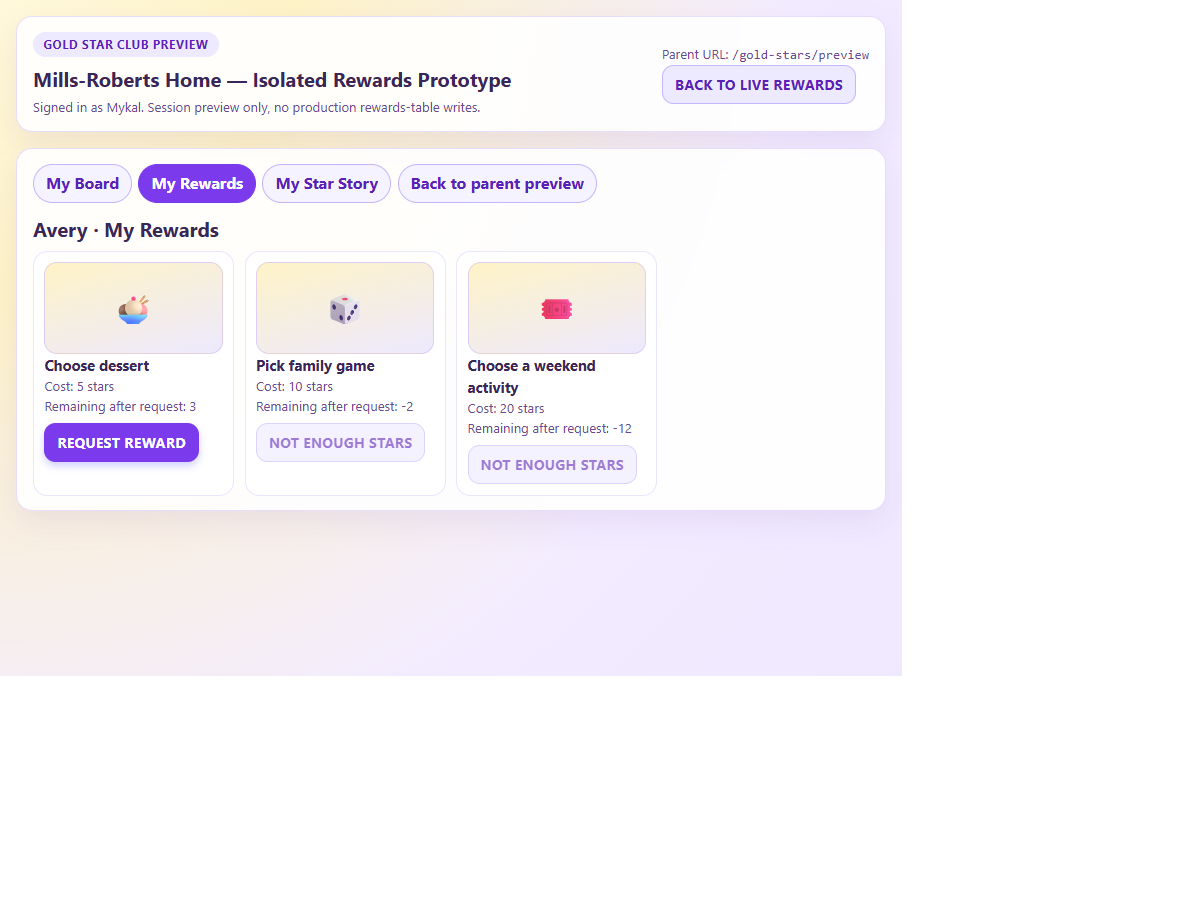 GOLD STAR CLUB PREVIEW
Mills-Roberts Home — Isolated Rewards Prototype
Signed in as Mykal. Session preview only, no production rewards-table writes.
Parent URL: /gold-stars/preview
BACK TO LIVE REWARDS
My Board
My Rewards
My Star Story
Back to parent preview
Avery · My Rewards
Choose dessert
Cost: 5 stars
Remaining after request: 3
REQUEST REWARD
Pick family game
Cost: 10 stars
Remaining after request: -2
NOT ENOUGH STARS
Choose a weekend
activity
Cost: 20 stars
Remaining after request: -12
NOT ENOUGH STARS